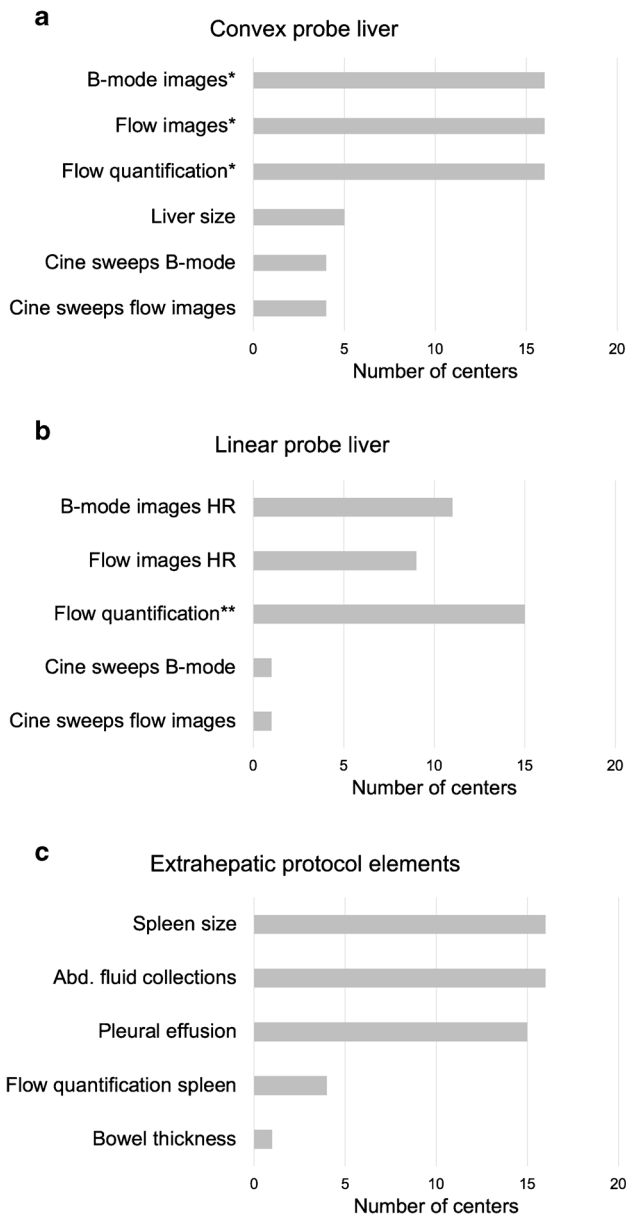 a
Convex probe liver
B-mode images*
Flow images*
Flow quantification*
Liver size
Cine sweeps B-mode
Cine sweeps flow images
0 5 10 15 20
Number of centers
b
Linear probe liver
B-mode images HR
Flow images HR
Flow quantification**
Cine sweeps B-mode
Cine sweeps flow images
0 5 10 15 20
Number of centers
c
Extrahepatic protocol elements
Spleen size
Abd. fluid collections
Pleural effusion
Flow quantification spleen
Bowel thickness
0 5 10 15 20
Number of centers